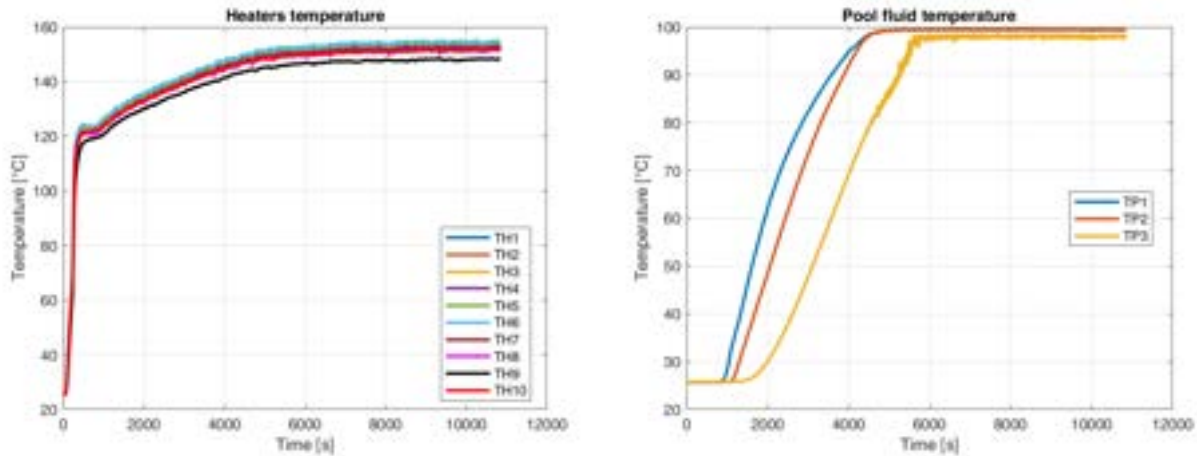 Heaters temperature
160
140
120
100
80
60
40
20
Temperature [°C]
TH1
TH2
TH3
TH4
TH5
TH6
TH7
TH8
TH9
TH10
0
2000
4000
6000
8000
10000
12000
Time [s]
Pool fluid temperature
100
90
80
70
60
50
40
30
20
Temperature [°C]
TP1
TP2
TP3
0
2000
4000
6000
8000
10000
12000
Time [s]